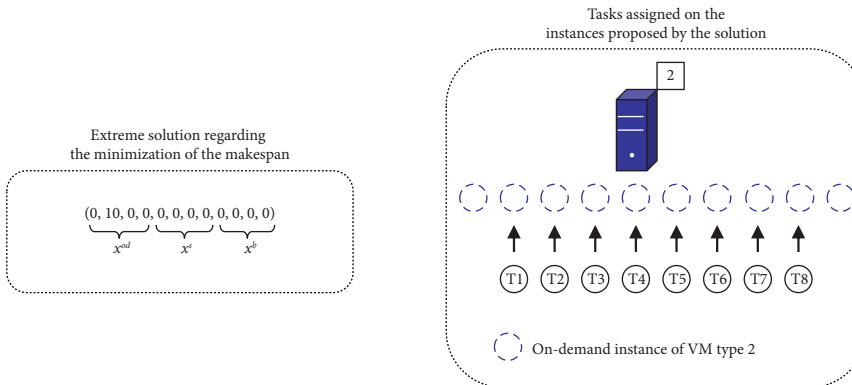 Tasks assigned on the
instances proposed by the solution
2
Extreme solution regarding
the minimization of the makespan
(0, 10, 0, 0, 0, 0, 0, 0, 0, 0, 0, 0)
x^od x^s x^b
T1 T2 T3 T4 T5 T6 T7 T8
On-demand instance of VM type 2